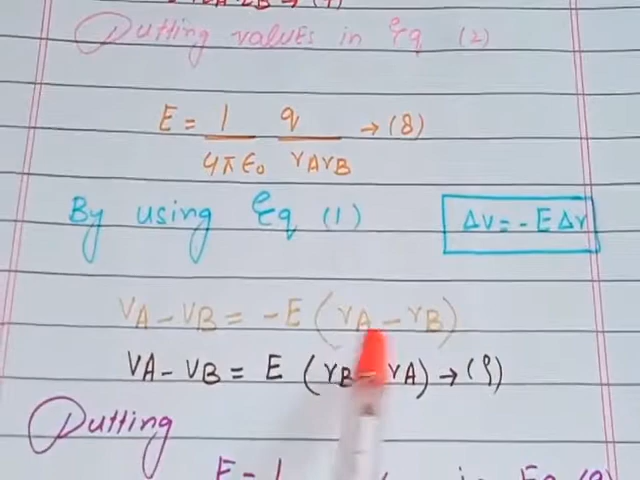 Putting values in Eq (2)
E = 1/4πϵ₀ q/rArB → (8)
By using Eq (1) ΔV = -EΔr
VA - VB = -E (rA - rB)
VA - VB = E (rB - rA) → (9)
Putting